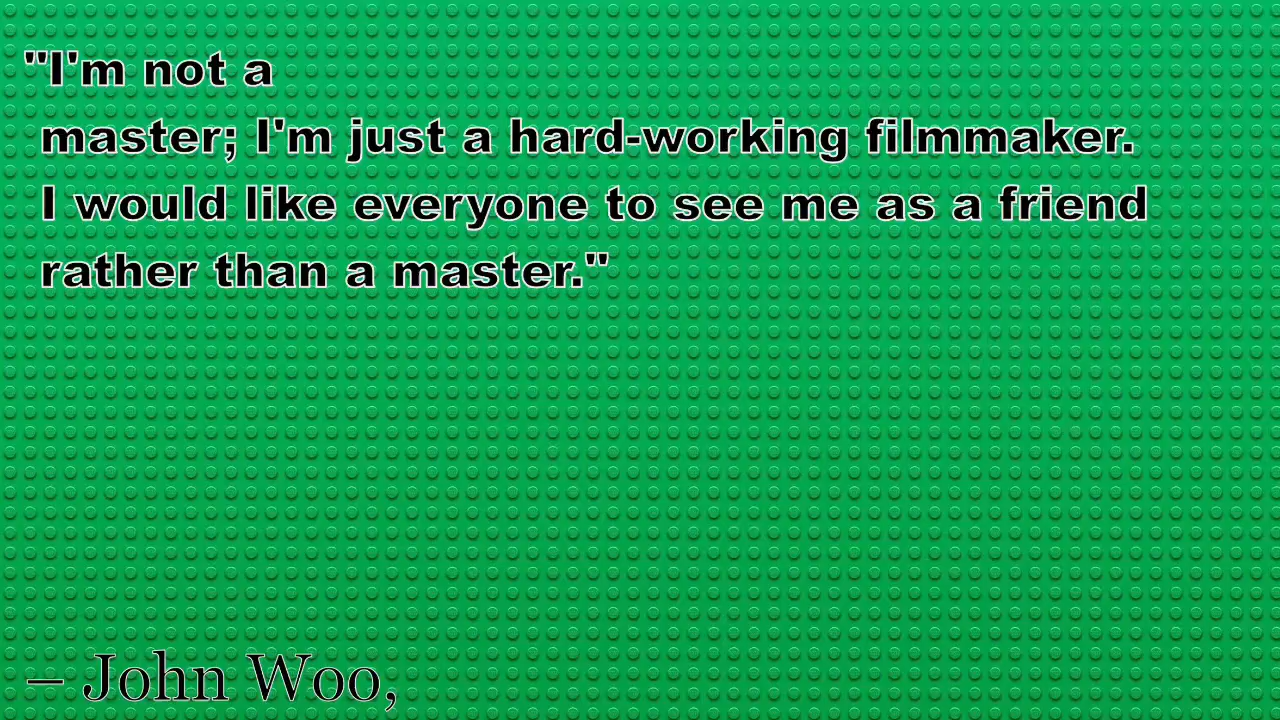 "I'm not a
master; I'm just a hard-working filmmaker.
I would like everyone to see me as a friend
rather than a master."
– John Woo,